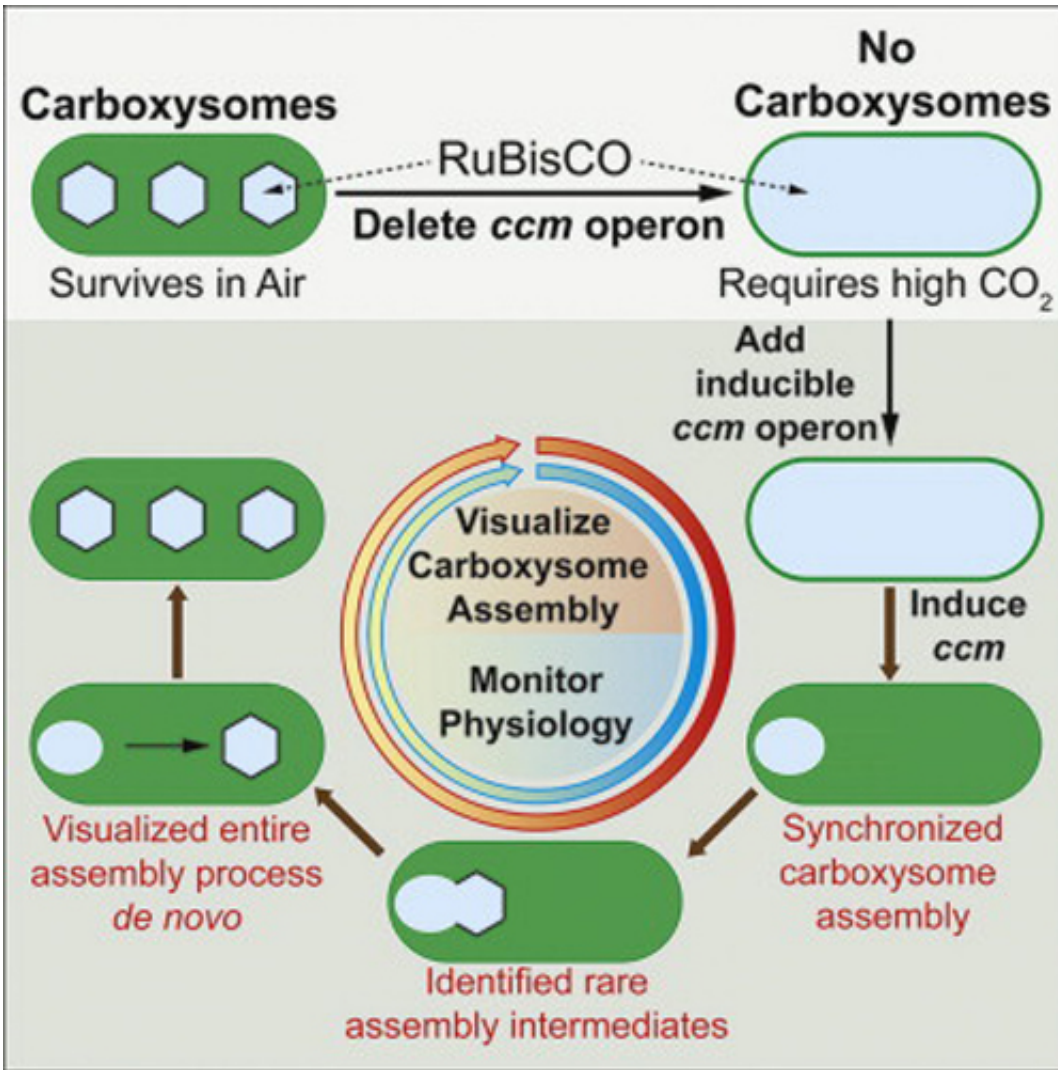 Carboxysomes
No
Carboxysomes
RuBisCO
Delete ccm operon
Survives in Air
Requires high CO₂
Add
inducible
ccm operon
Visualize
Carboxysome
Assembly
Monitor
Physiology
Induce
ccm
Synchronized
carboxysome
assembly
Identified rare
assembly intermediates
Visualized entire
assembly process
de novo